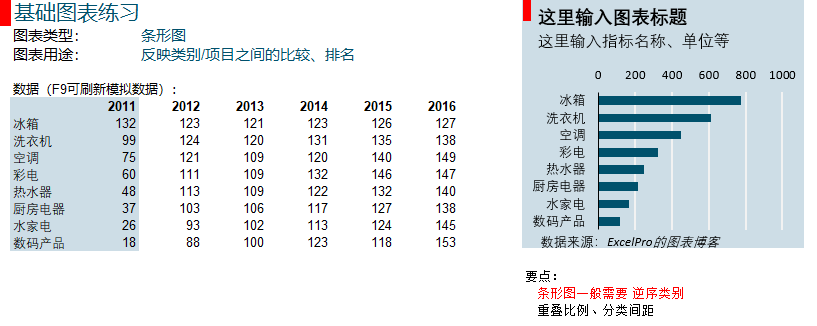 基础图表练习
图表类型： 条形图
图表用途： 反映类别/项目之间的比较、排名
数据（F9可刷新模拟数据）：
2011 2012 2013 2014 2015 2016
冰箱 132 123 121 123 126 127
洗衣机 99 124 120 131 135 138
空调 75 121 109 120 140 149
彩电 60 111 109 132 146 147
热水器 48 113 109 122 132 140
厨房电器 37 103 106 117 127 138
水家电 26 93 102 113 124 145
数码产品 18 88 100 123 118 153
这里输入图表标题
这里输入指标名称、单位等
0 200 400 600 800 1000
冰箱
洗衣机
空调
彩电
热水器
厨房电器
水家电
数码产品
数据来源：ExcelPro的图表博客
要点：
条形图一般需要 逆序类别
重叠比例、分类间距